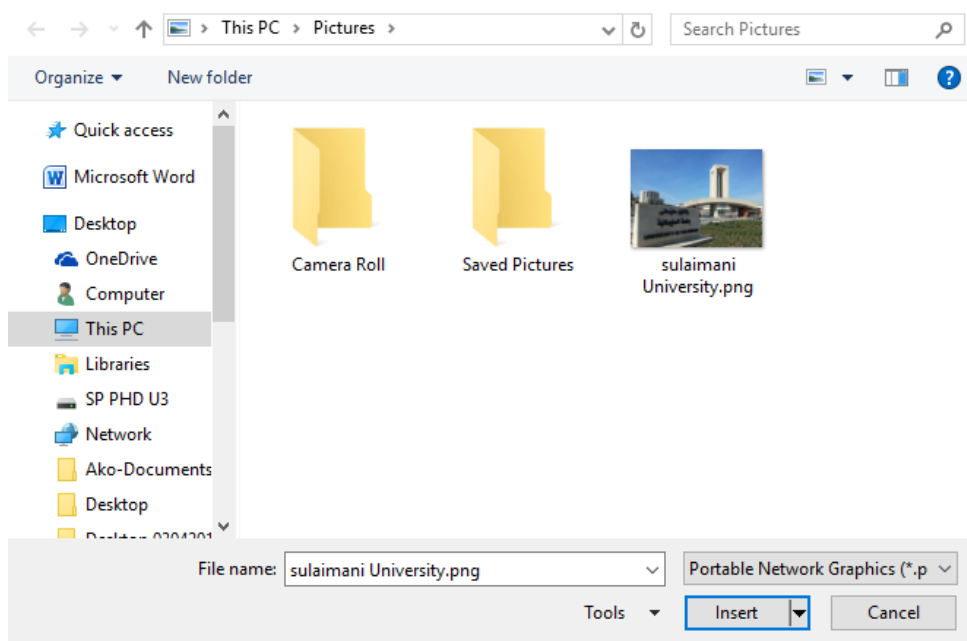 This PC > Pictures >
Search Pictures
Organize
New folder
Quick access
Microsoft Word
Desktop
OneDrive
Computer
This PC
Libraries
SP PHD U3
Network
Ako-Documents
Desktop
Camera Roll
Saved Pictures
sulaimani
University.png
File name: sulaimani University.png
Portable Network Graphics (*.p
Tools
Insert
Cancel